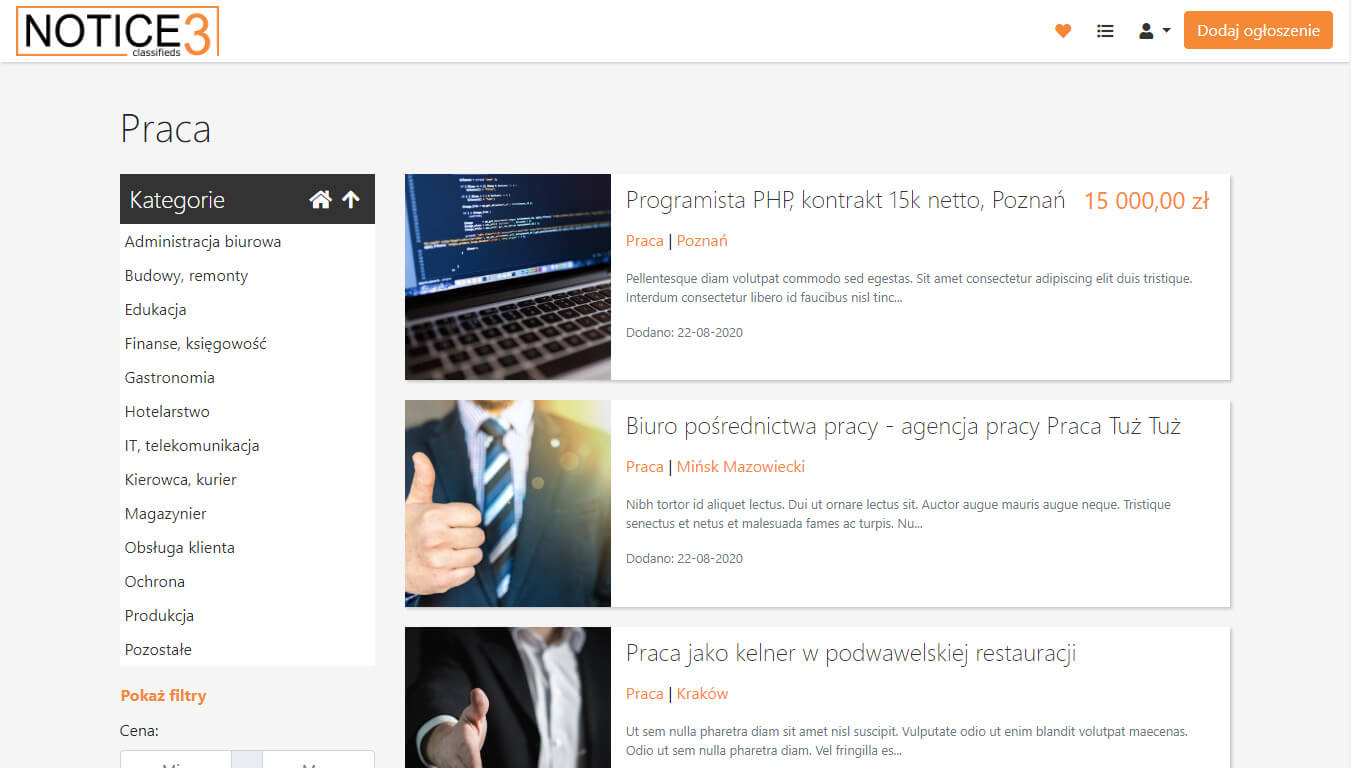 NOTICE3
classifieds
Dodaj ogłoszenie
Praca
Kategorie
Administracja biurowa
Budowy, remonty
Edukacja
Finanse, księgowość
Gastronomia
Hotelarstwo
IT, telekomunikacja
Kierowca, kurier
Magazynier
Obsługa klienta
Ochrona
Produkcja
Pozostałe
Pokaż filtry
Cena:
Programista PHP, kontrakt 15k netto, Poznań 15 000,00 zł
Praca | Poznań
Pellentesque diam volutpat commodo sed egestas. Sit amet consectetur adipiscing elit duis tristique.
Interdum consectetur libero id faucibus nisl tinc...
Dodano: 22-08-2020
Biuro pośrednictwa pracy - agencja pracy Praca Tuż Tuż
Praca | Mińsk Mazowiecki
Nibh tortor id aliquet lectus. Dui ut ornare lectus sit. Auctor augue mauris augue neque. Tristique
senectus et netus et malesuada fames ac turpis. Nu...
Dodano: 22-08-2020
Praca jako kelner w podwawelskiej restauracji
Praca | Kraków
Ut sem nulla pharetra diam sit amet nisl suscipit. Vulputate odio ut enim blandit volutpat maecenas.
Odio ut sem nulla pharetra diam. Vel fringilla es...